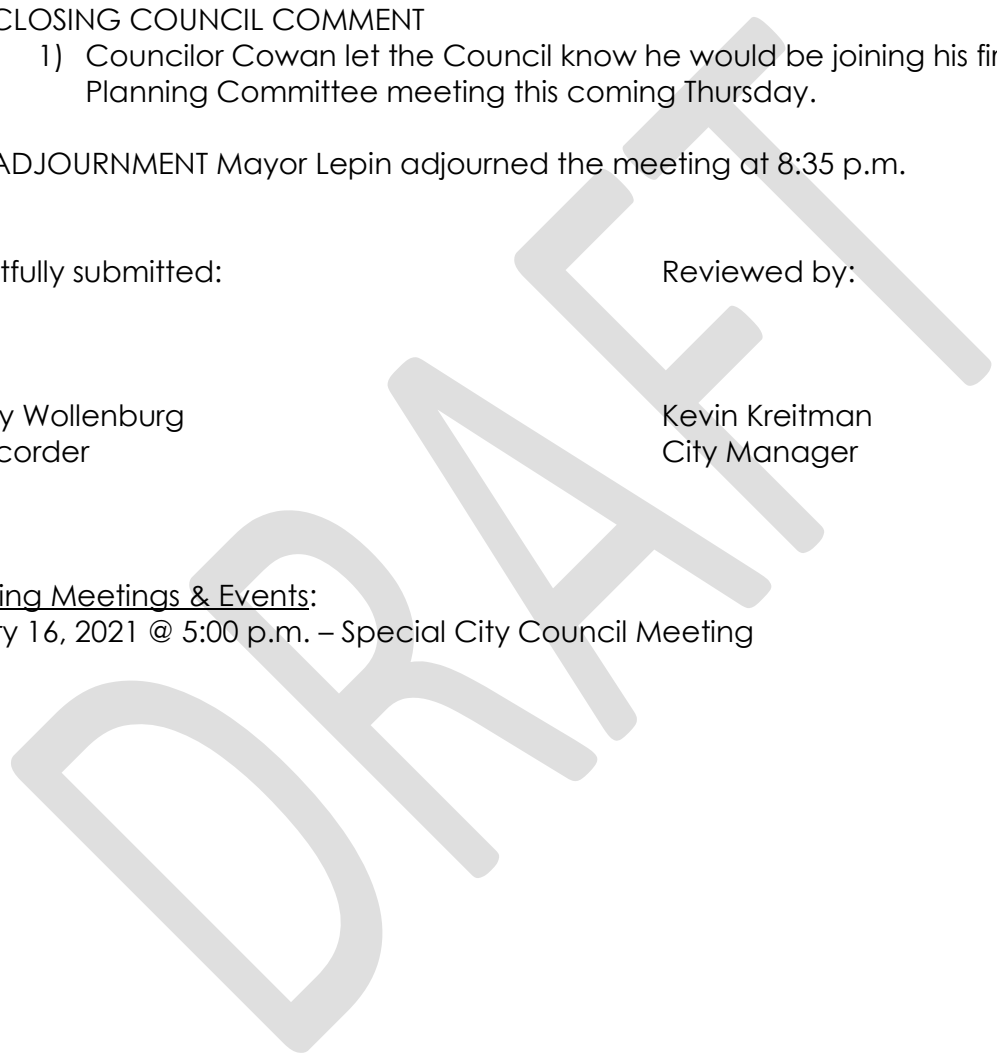 CLOSING COUNCIL COMMENT
1) Councilor Cowan let the Council know he would be joining his
Planning Committee meeting this coming Thursday.
ADJOURNMENT Mayor Lepin adjourned the meeting at 8:35 p.m.
tfully submitted: Reviewed by:
y Wollenburg Kevin Kreitman
corder City Manager
ing Meetings & Events:
ry 16, 2021 @ 5:00 p.m. – Special City Council Meeting
DRAFT